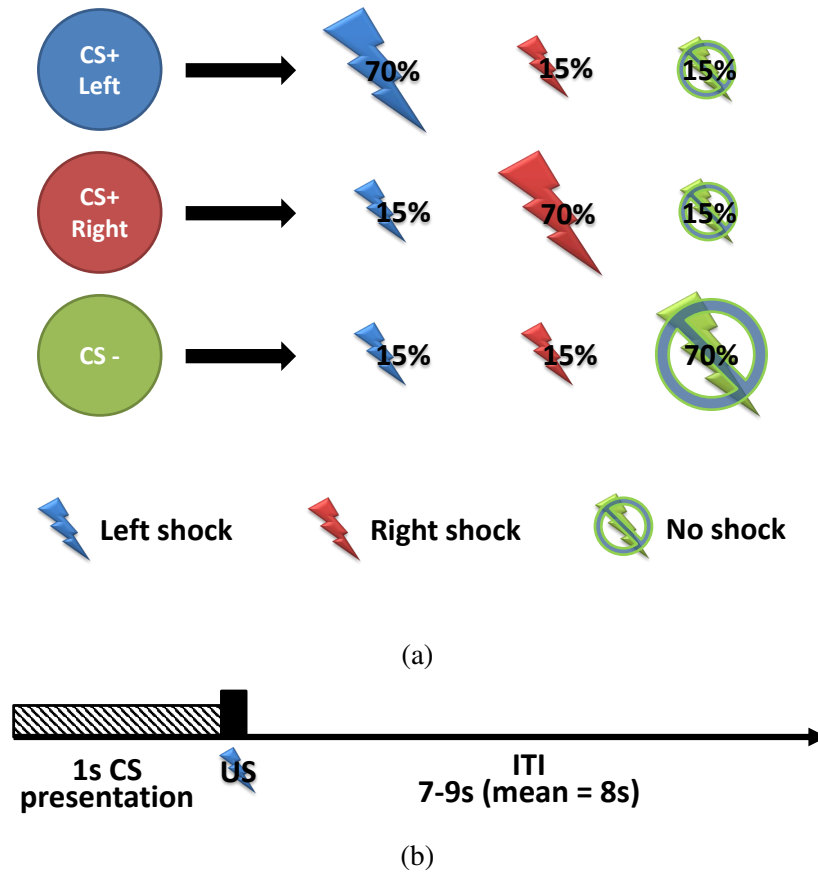 CS+
Left
70%
15%
15%
CS+
Right
15%
70%
15%
CS -
15%
15%
70%
Left shock
Right shock
No shock
(a)
1s CS
presentation
US
ITI
7-9s (mean = 8s)
(b)